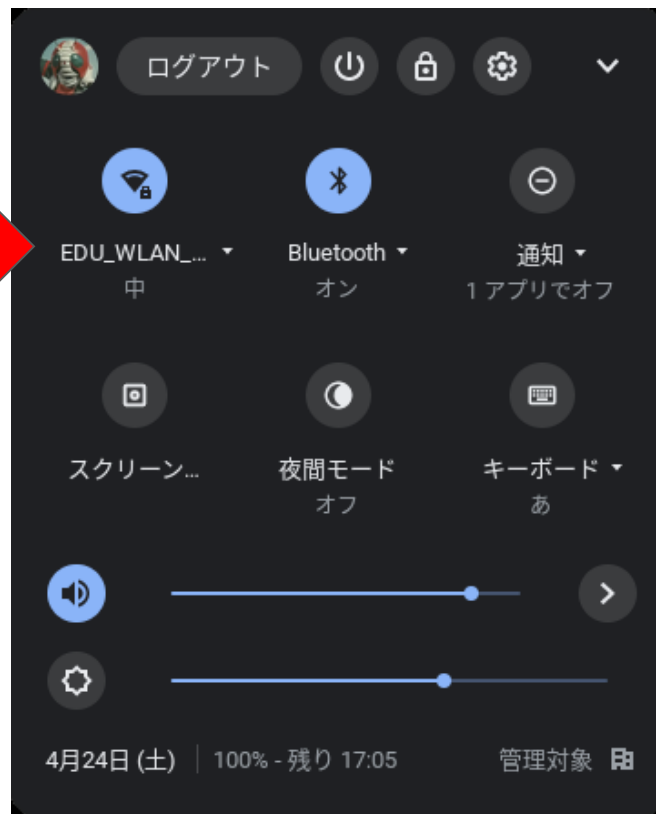 ログアウト
EDU_WLAN_... Bluetooth 通知
中 オン 1 アプリでオフ
スクリーン... 夜間モード キーボード
オフ あ
4月24日 (土) 100% - 残り 17:05 管理対象